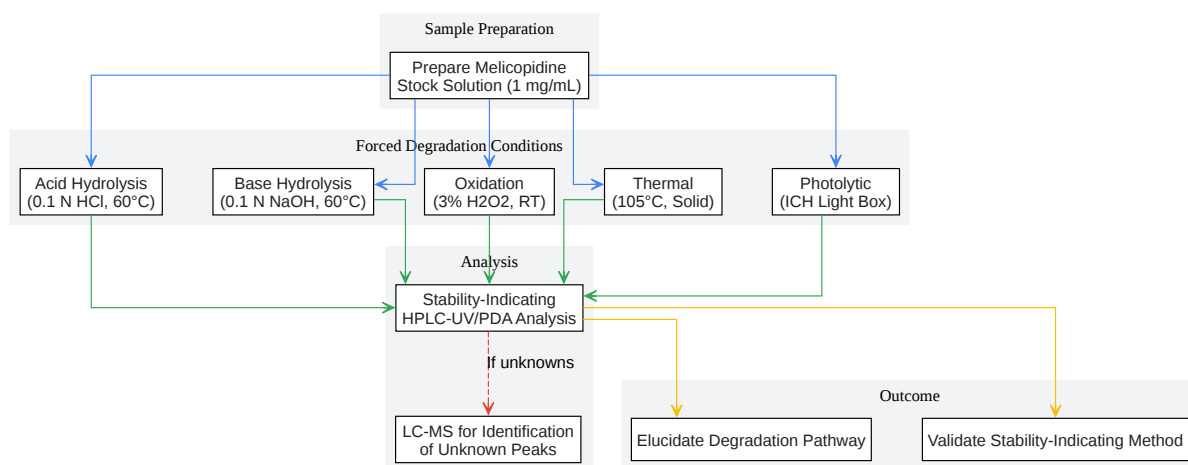 Sample Preparation
Prepare Melicopidine
Stock Solution (1 mg/mL)
Forced Degradation Conditions
Acid Hydrolysis
(0.1 N HCl, 60°C)
Base Hydrolysis
(0.1 N NaOH, 60°C)
Oxidation
(3% H2O2, RT)
Thermal
(105°C, Solid)
Photolytic
(ICH Light Box)
Analysis
Stability-Indicating
HPLC-UV/PDA Analysis
If unknowns
LC-MS for Identification
of Unknown Peaks
Outcome
Elucidate Degradation Pathway
Validate Stability-Indicating Method